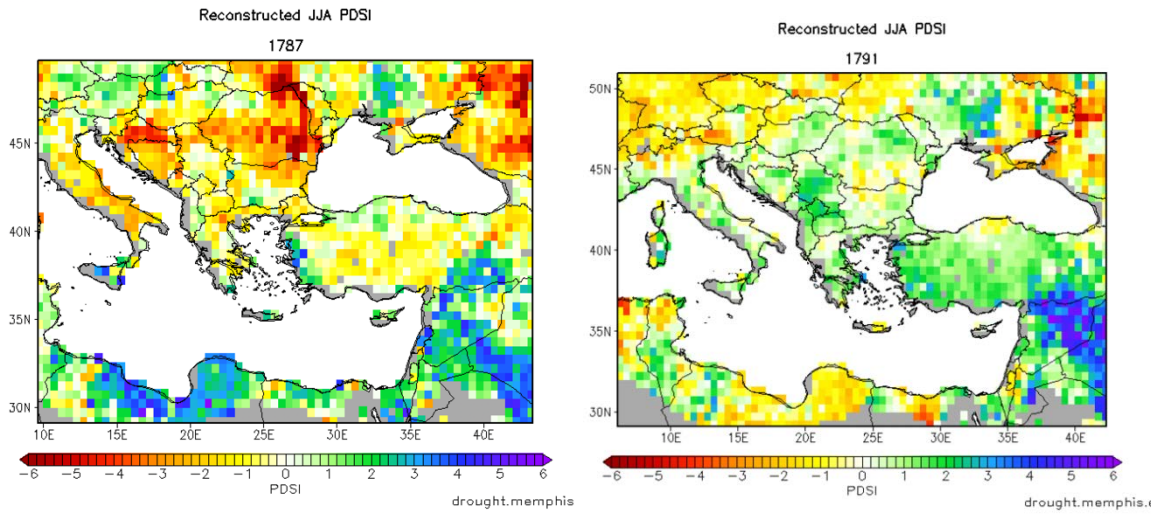 Reconstructed JJA PDSI
1787
45N
40N
35N
30N
10E 15E 20E 25E 30E 35E 40E
−6 −5 −4 −3 −2 −1 0 1 2 3 4 5 6
PDSI
drought.memphis
Reconstructed JJA PDSI
1791
50N
45N
40N
35N
30N
10E 15E 20E 25E 30E 35E 40E
−6 −5 −4 −3 −2 −1 0 1 2 3 4 5 6
PDSI
drought.memphis.e